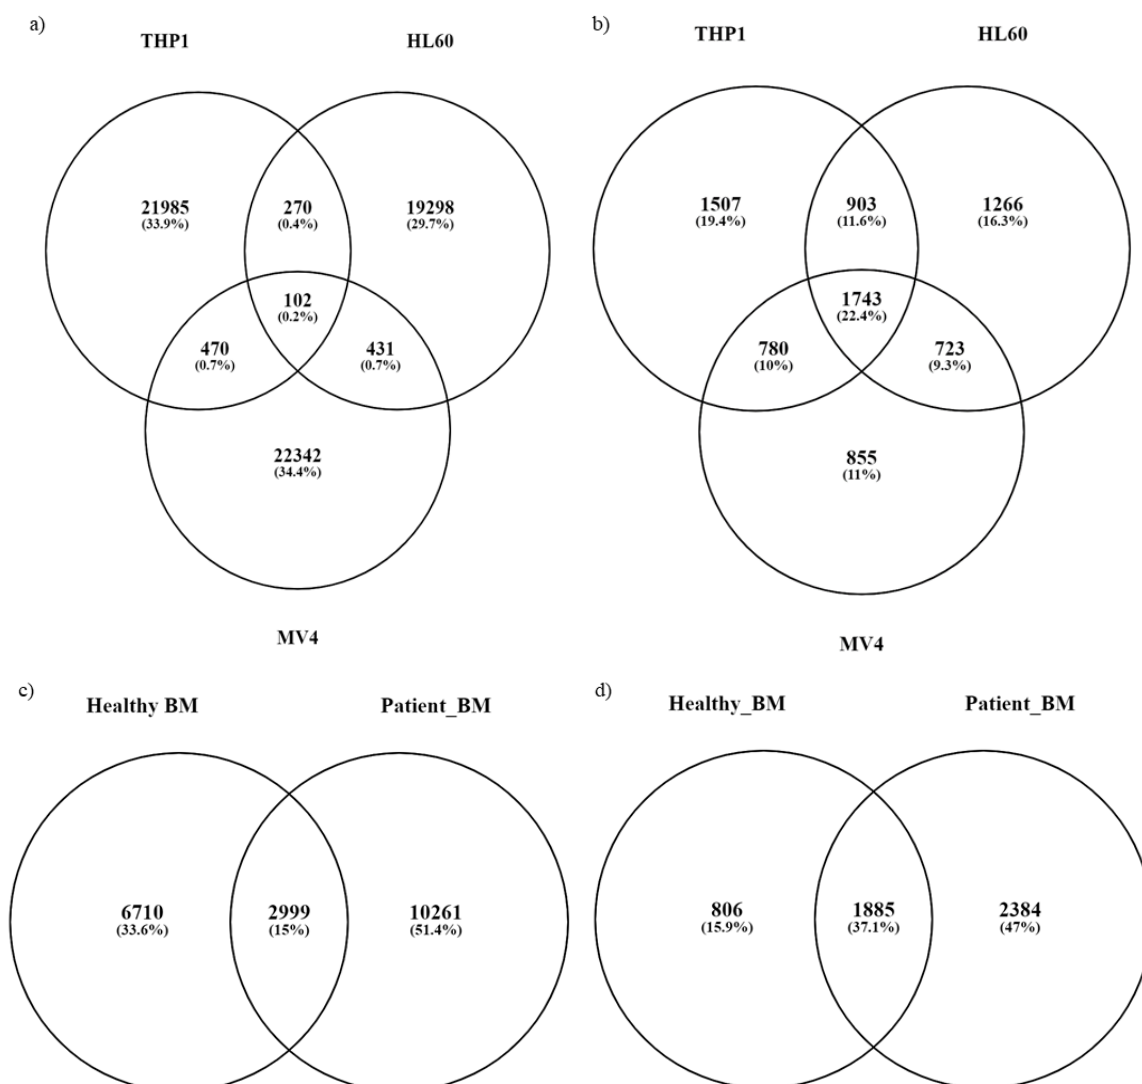 a)
THP1
HL60
21985
(33.9%)
270
(0.4%)
19298
(29.7%)
102
(0.2%)
470
(0.7%)
431
(0.7%)
22342
(34.4%)
MV4
b)
THP1
HL60
1507
(19.4%)
903
(11.6%)
1266
(16.3%)
1743
(22.4%)
780
(10%)
723
(9.3%)
855
(11%)
MV4
c)
Healthy BM
Patient_BM
6710
(33.6%)
2999
(15%)
10261
(51.4%)
d)
Healthy_BM
Patient_BM
806
(15.9%)
1885
(37.1%)
2384
(47%)